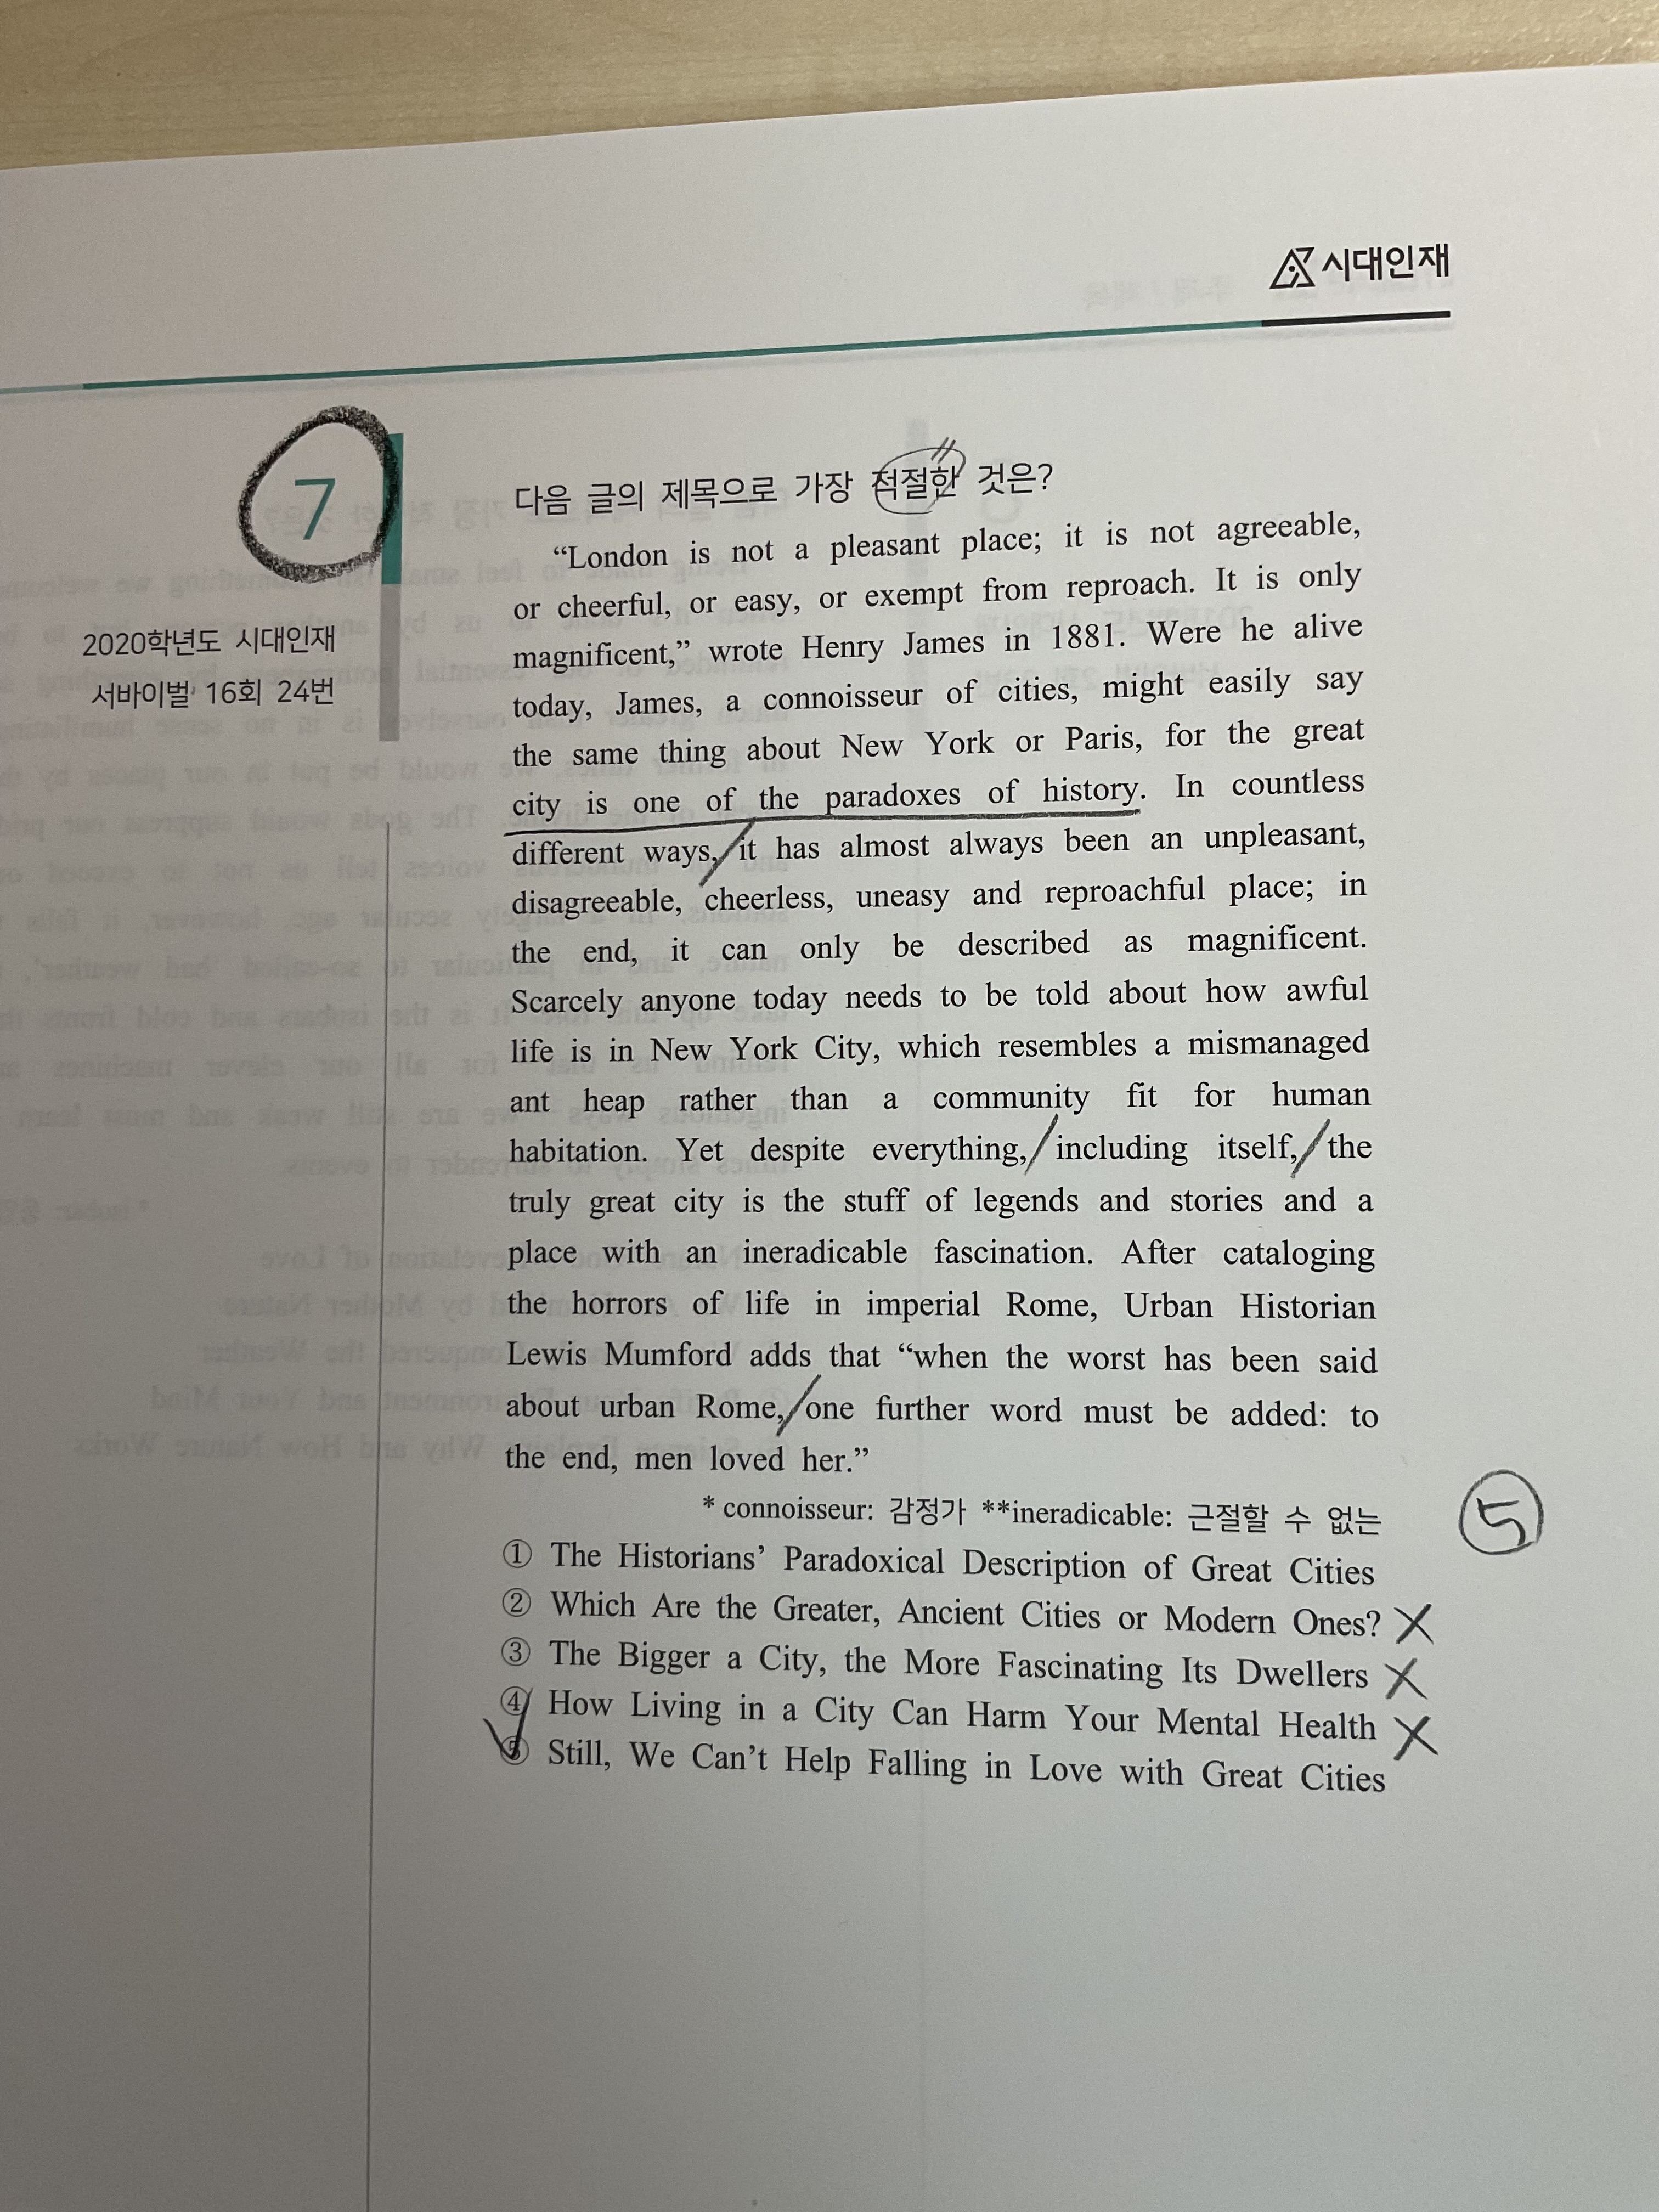 시대인재
7
2020학년도 시대인재
서바이벌 16회 24번
다음 글의 제목으로 가장 적절한 것은?
“London is not a pleasant place; it is not agreeable,
or cheerful, or easy, or exempt from reproach. It is only
magnificent,” wrote Henry James in 1881. Were he alive
today, James, a connoisseur of cities, might easily say
the same thing about New York or Paris, for the great
city is one of the paradoxes of history. In countless
different ways, it has almost always been an unpleasant,
disagreeable, cheerless, uneasy and reproachful place; in
the end, it can only be described as magnificent.
Scarcely anyone today needs to be told about how awful
life is in New York City, which resembles a mismanaged
ant heap rather than a community fit for human
habitation. Yet despite everything, including itself, the
truly great city is the stuff of legends and stories and a
place with an ineradicable fascination. After cataloging
the horrors of life in imperial Rome, Urban Historian
Lewis Mumford adds that “when the worst has been said
about urban Rome, one further word must be added: to
the end, men loved her.”
* connoisseur: 감정가 **ineradicable: 근절할 수 없는
5
① The Historians’ Paradoxical Description of Great Cities
② Which Are the Greater, Ancient Cities or Modern Ones?
③ The Bigger a City, the More Fascinating Its Dwellers
④ How Living in a City Can Harm Your Mental Health
⑤ Still, We Can’t Help Falling in Love with Great Cities